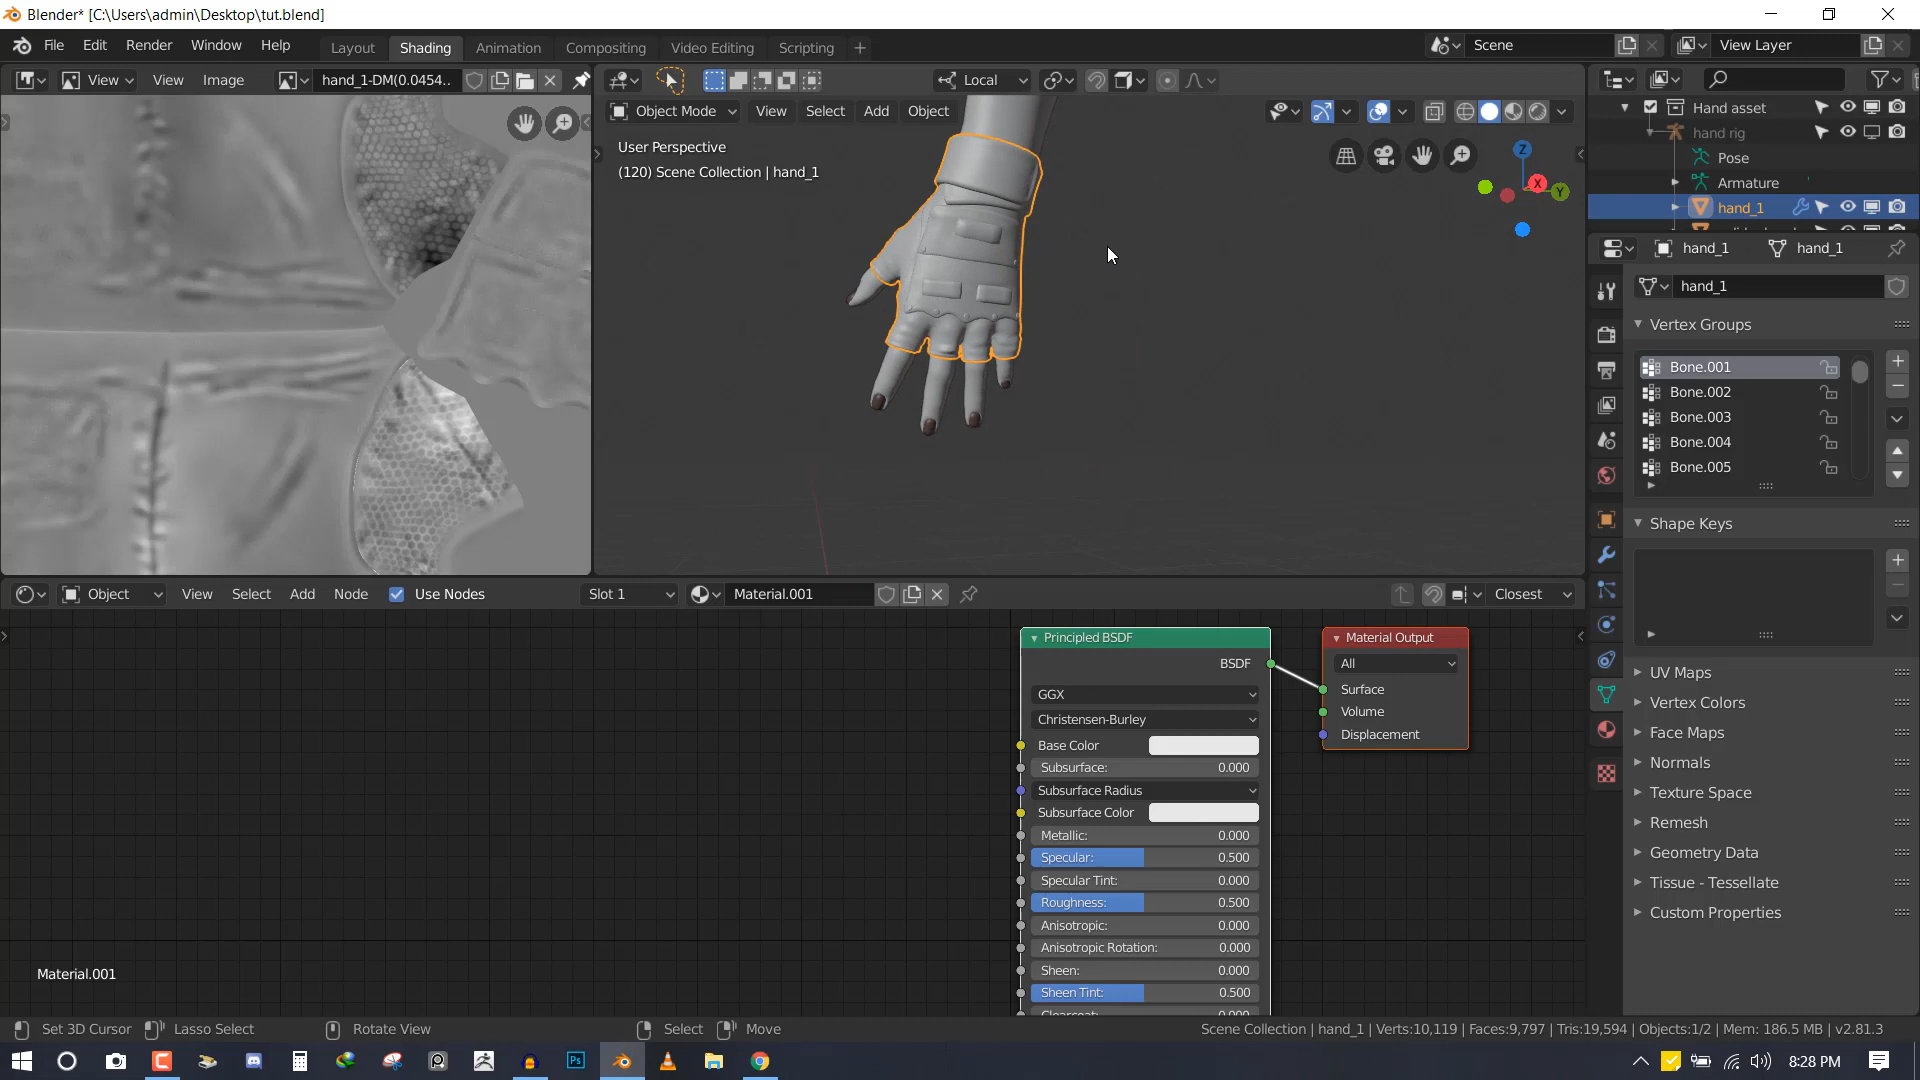 Blender* [C:\Users\admin\Desktop\tut.blend]
File Edit Render Window Help Layout Shading Animation Compositing Video Editing Scripting
Scene
View Layer
View View Image hand_1-DM(0.0454..
Local
Object Mode View Select Add Object
User Perspective
(120) Scene Collection | hand_1
Z
X
Y
Hand asset
hand rig
Pose
Armature
hand_1
hand_1 hand_1
hand_1
Vertex Groups
Bone.001
Bone.002
Bone.003
Bone.004
Bone.005
Shape Keys
UV Maps
Vertex Colors
Face Maps
Normals
Texture Space
Remesh
Geometry Data
Tissue - Tessellate
Custom Properties
Object View Select Add Node Use Nodes Slot 1 Material.001 Closest
Principled BSDF
BSDF
GGX
Christensen-Burley
Base Color
Subsurface: 0.000
Subsurface Radius
Subsurface Color
Metallic: 0.000
Specular: 0.500
Specular Tint: 0.000
Roughness: 0.500
Anisotropic: 0.000
Anisotropic Rotation: 0.000
Sheen: 0.000
Sheen Tint: 0.500
Clearcoat: 0.000
Material Output
All
Surface
Volume
Displacement
Material.001
Set 3D Cursor Lasso Select Rotate View Select Move
Scene Collection | hand_1 | Verts:10,119 | Faces:9,797 | Tris:19,594 | Objects:1/2 | Mem: 186.5 MB | v2.81.3
Ps
8:28 PM